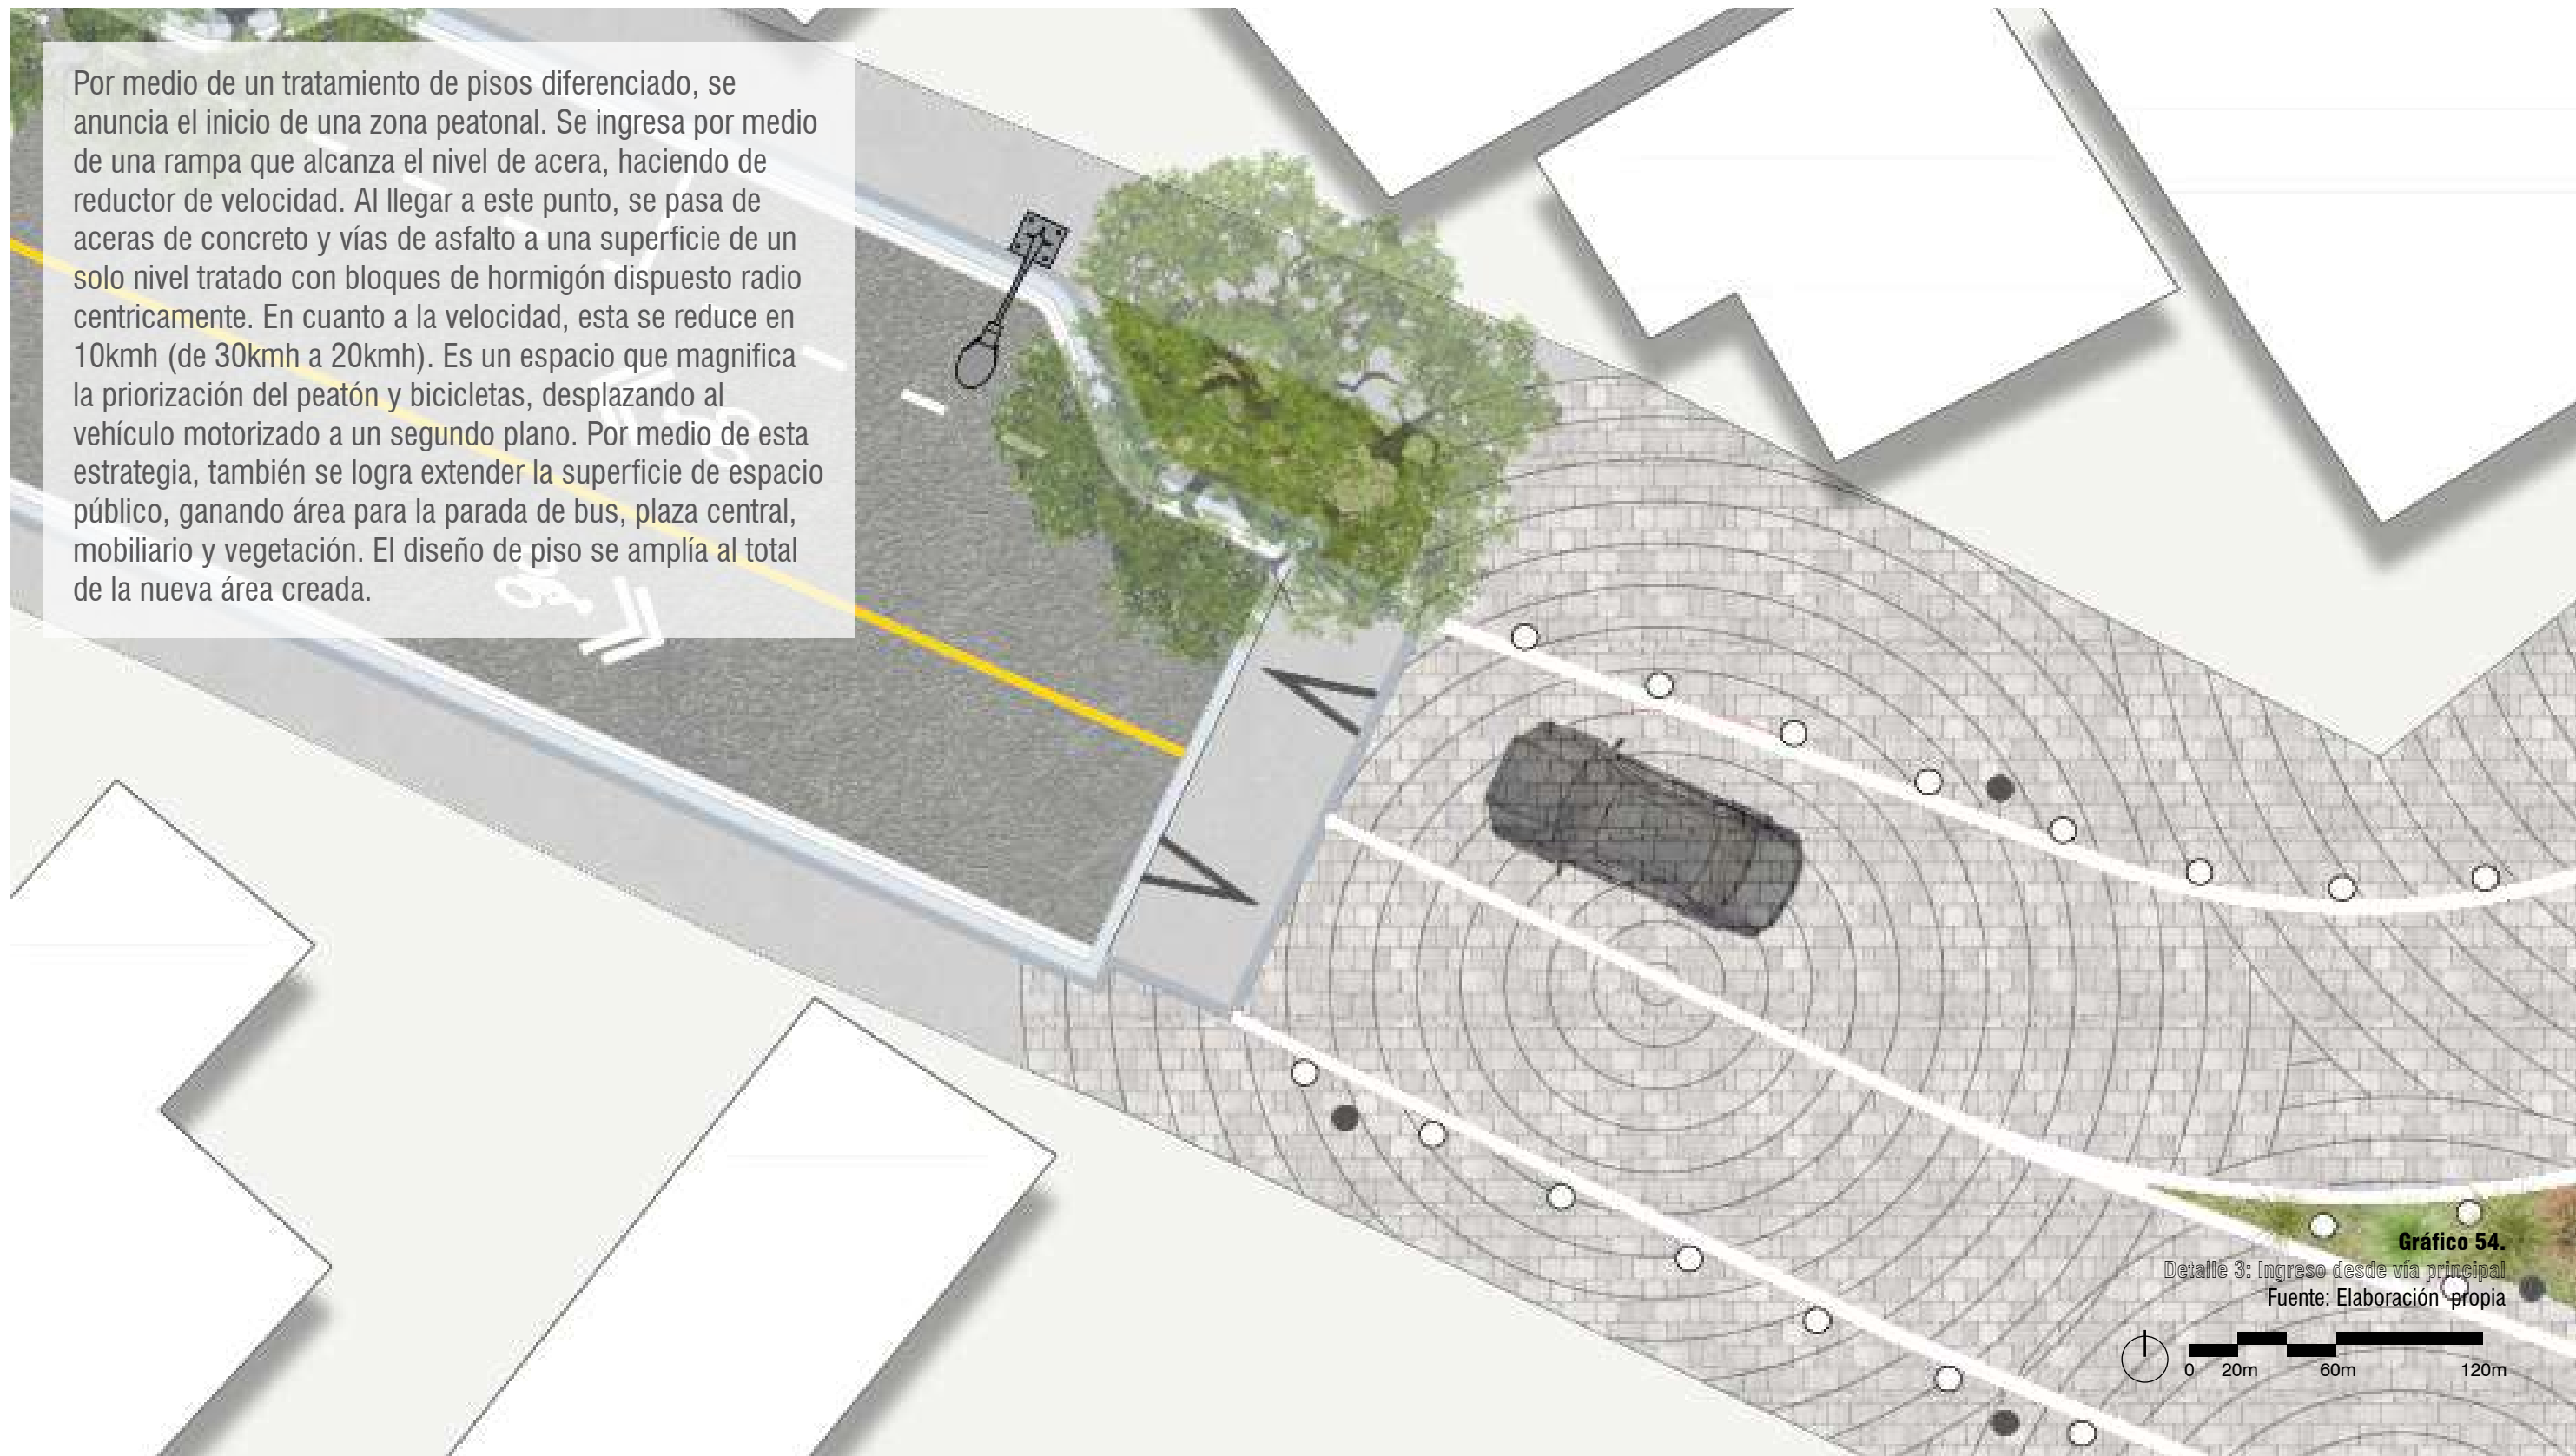 Por medio de un tratamiento de pisos diferenciado, se
anuncia el inicio de una zona peatonal. Se ingresa por medio
de una rampa que alcanza el nivel de acera, haciendo de
reductor de velocidad. Al llegar a este punto, se pasa de
aceras de concreto y vías de asfalto a una superficie de un
solo nivel tratado con bloques de hormigón dispuesto radio
centricamente. En cuanto a la velocidad, esta se reduce en
10kmh (de 30kmh a 20kmh). Es un espacio que magnifica
la priorización del peatón y bicicletas, desplazando al
vehículo motorizado a un segundo plano. Por medio de esta
estrategia, también se logra extender la superficie de espacio
público, ganando área para la parada de bus, plaza central,
mobiliario y vegetación. El diseño de piso se amplía al total
de la nueva área creada.
Gráfico 54.
Detalle 3: Ingreso desde vía principal
Fuente: Elaboración propia
0 20m 60m 120m